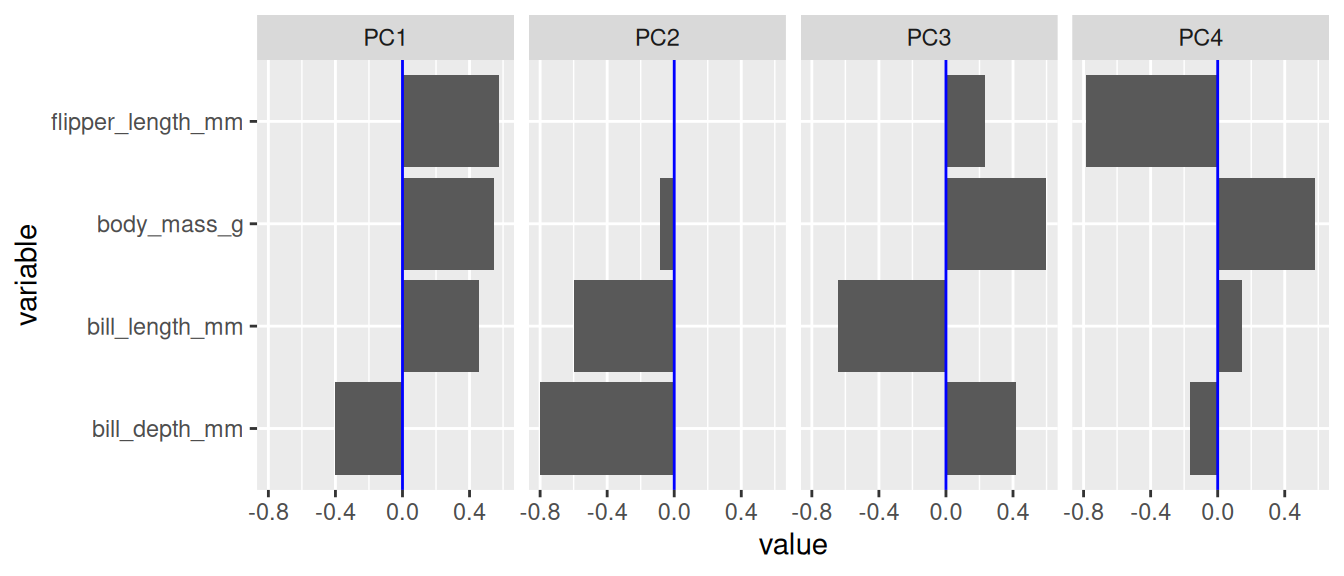 PC1 PC2 PC3 PC4
flipper_length_mm
body_mass_g
bill_length_mm
bill_depth_mm
variable
-0.8 -0.4 0.0 0.4 -0.8 -0.4 0.0 0.4 -0.8 -0.4 0.0 0.4 -0.8 -0.4 0.0 0.4
value